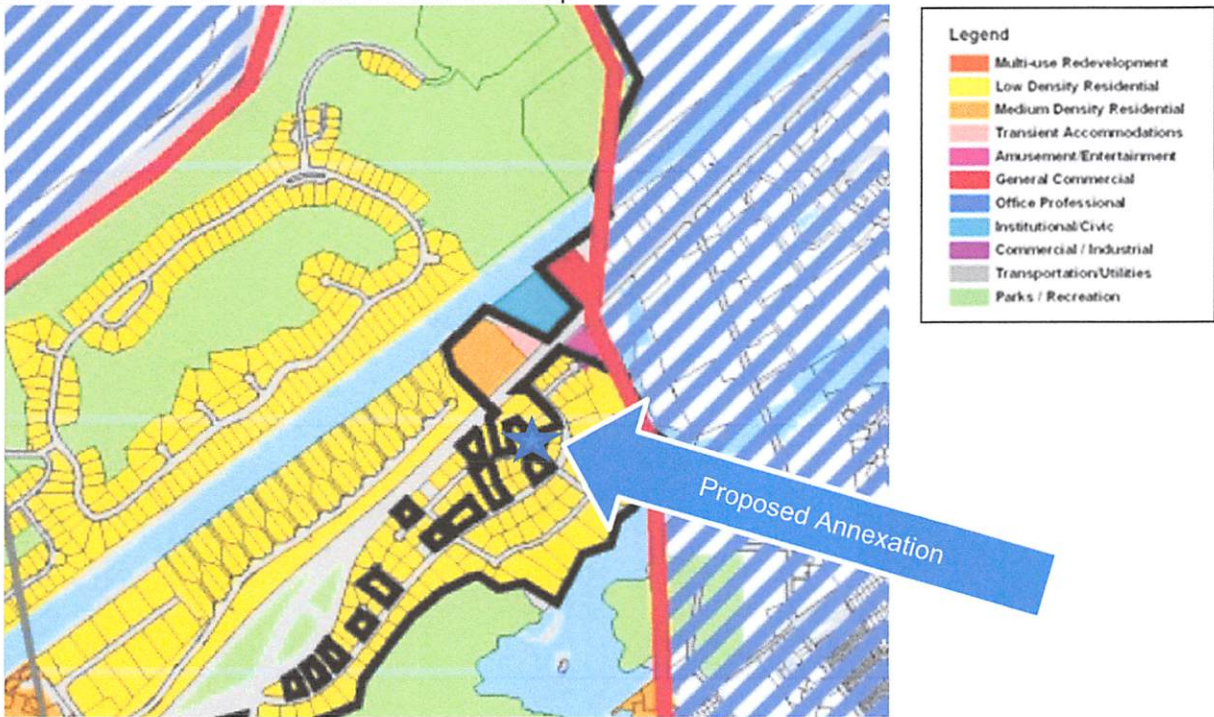 Legend
Multi-use Redevelopment
Low Density Residential
Medium Density Residential
Transient Accommodations
Amusement/Entertainment
General Commercial
Office Professional
Institutional/Civic
Commercial / Industrial
Transportation/Utilities
Parks / Recreation
Proposed Annexation